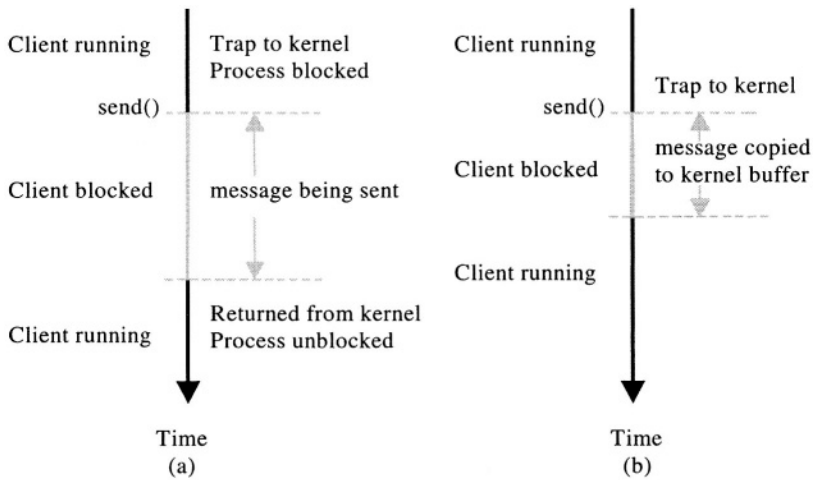 Client running
Trap to kernel
Process blocked
send()
Client blocked
message being sent
Client running
Returned from kernel
Process unblocked
Time
(a)
Client running
Trap to kernel
send()
Client blocked
message copied
to kernel buffer
Client running
Time
(b)